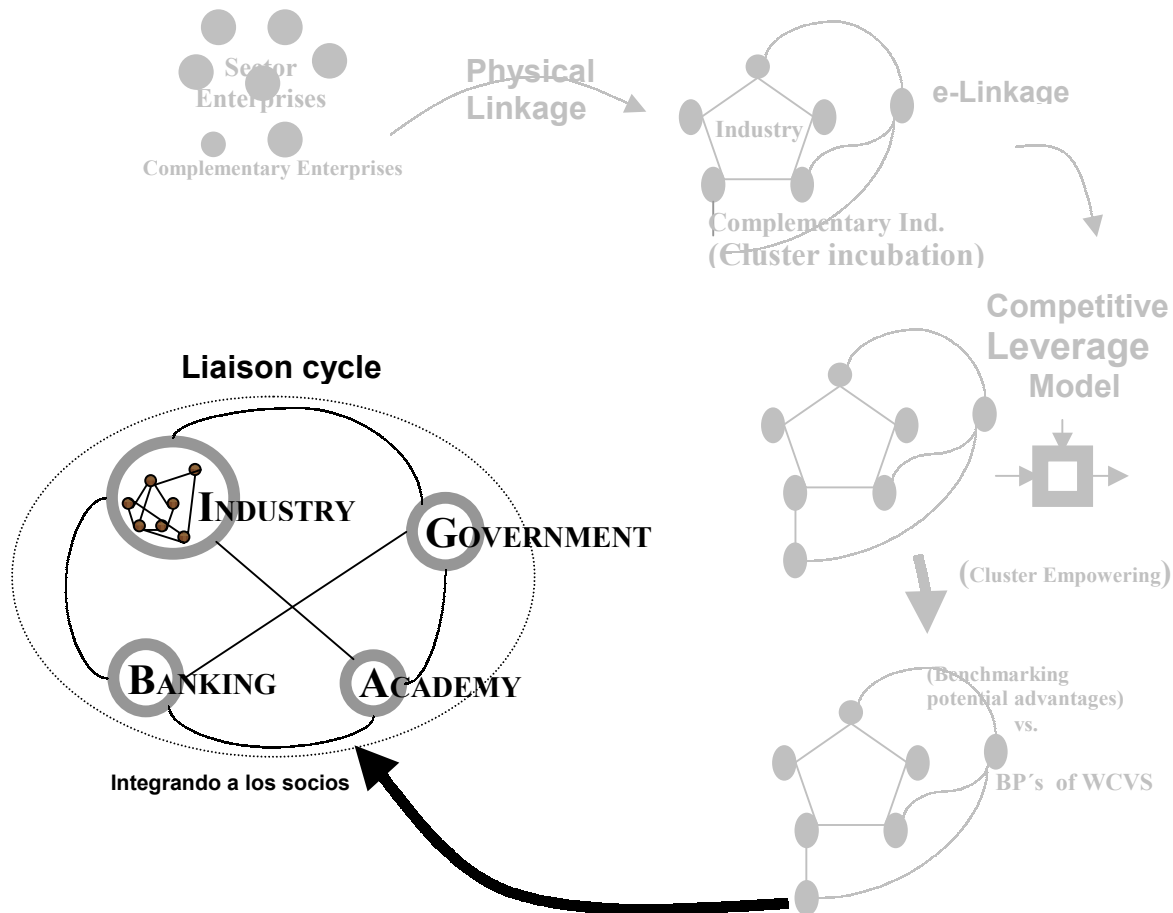 Sector
Enterprises
Complementary Enterprises
Physical
Linkage
Industry
e-Linkage
Complementary Ind.
(Cluster incubation)
Competitive
Leverage
Model
(Cluster Empowering)
(Benchmarking
potential advantages)
vs.
BP´s of WCVS
Liaison cycle
INDUSTRY
GOVERNMENT
BANKING
ACADEMY
Integrando a los socios